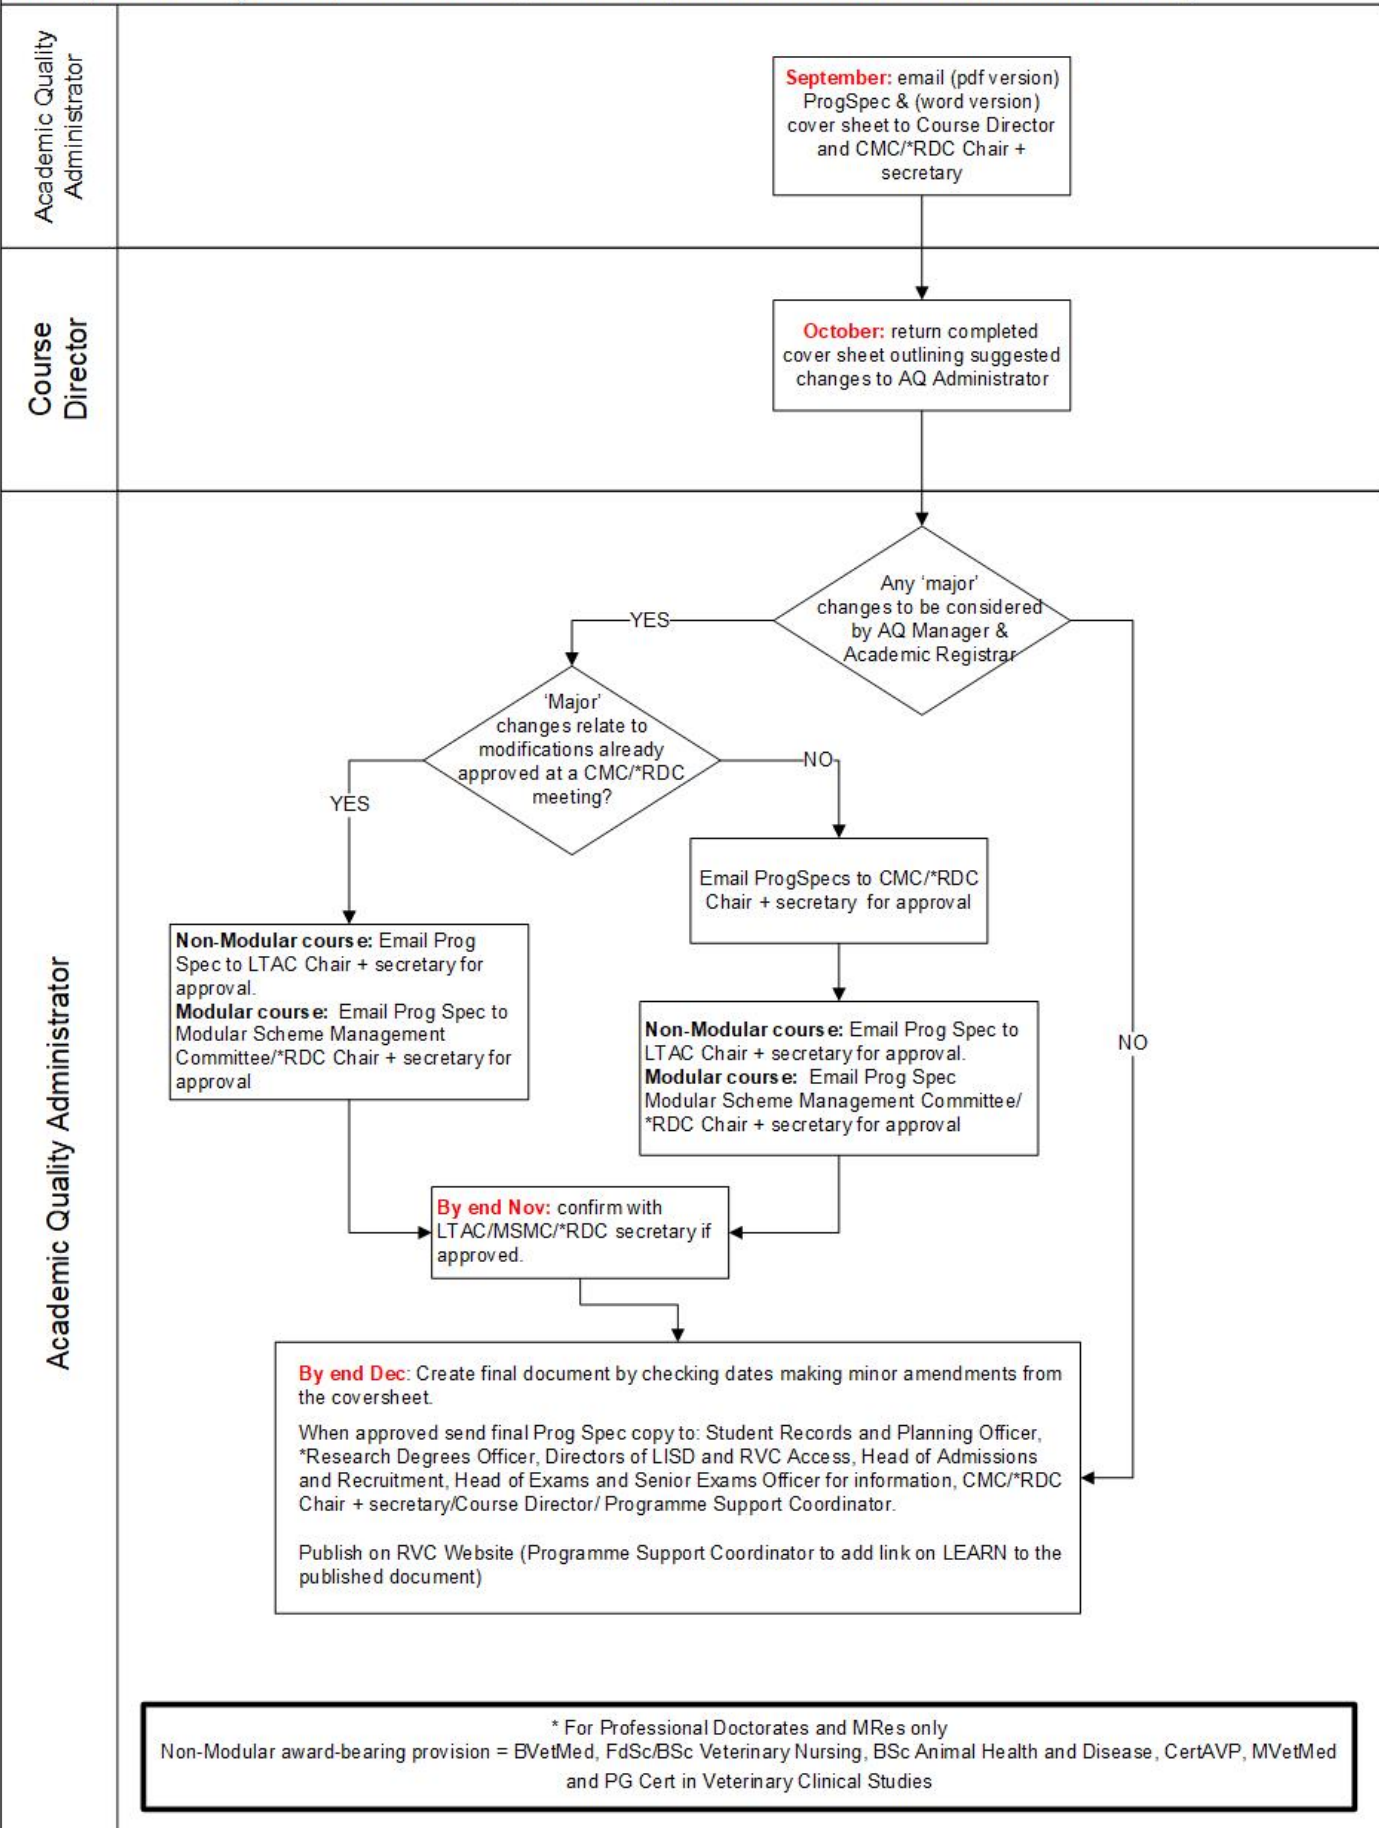 Academic Quality
Administrator
September: email (pdf version)
ProgSpec & (word version)
cover sheet to Course Director
and CMC/*RDC Chair +
secretary
Course
Director
October: return completed
cover sheet outlining suggested
changes to AQ Administrator
Academic Quality Administrator
Any ‘major’
changes to be considered
by AQ Manager &
Academic Registrar
YES
‘Major’
changes relate to
modifications already
approved at a CMC/*RDC
meeting?
NO
YES
Email ProgSpecs to CMC/*RDC
Chair + secretary for approval
Non-Modular course: Email Prog
Spec to LTAC Chair + secretary for
approval.
Modular course: Email Prog Spec to
Modular Scheme Management
Committee/*RDC Chair + secretary for
approval
Non-Modular course: Email Prog Spec to
LTAC Chair + secretary for approval.
Modular course: Email Prog Spec
Modular Scheme Management Committee/
*RDC Chair + secretary for approval
NO
By end Nov: confirm with
LTAC/MSMC/*RDC secretary if
approved.
By end Dec: Create final document by checking dates making minor amendments from
the coversheet.
When approved send final Prog Spec copy to: Student Records and Planning Officer,
*Research Degrees Officer, Directors of LISD and RVC Access, Head of Admissions
and Recruitment, Head of Exams and Senior Exams Officer for information, CMC/*RDC
Chair + secretary/Course Director/ Programme Support Coordinator.
Publish on RVC Website (Programme Support Coordinator to add link on LEARN to the
published document)
* For Professional Doctorates and MRes only
Non-Modular award-bearing provision = BVetMed, FdSc/BSc Veterinary Nursing, BSc Animal Health and Disease, CertAVP, MVetMed
and PG Cert in Veterinary Clinical Studies